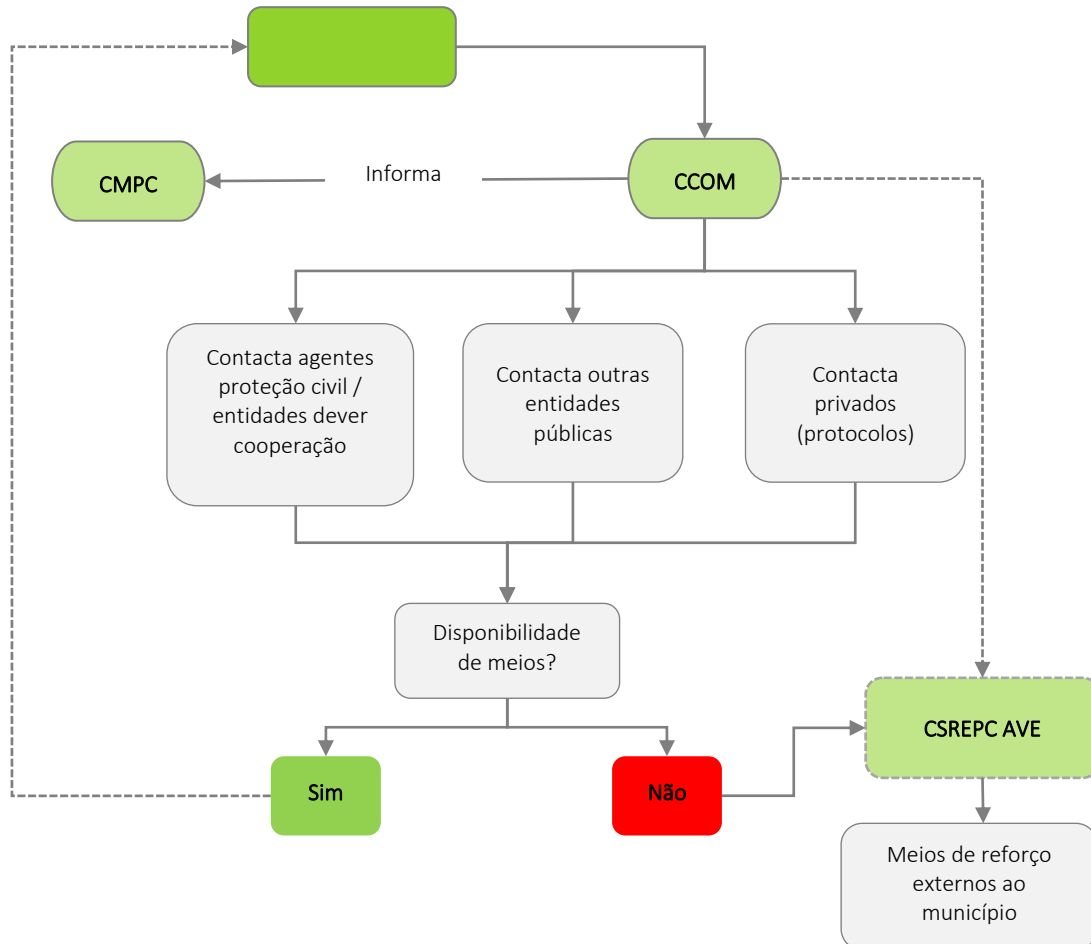 CMPC
Informa
CCOM
Contacta agentes
proteção civil /
entidades dever
cooperação
Contacta outras
entidades
públicas
Contacta
privados
(protocolos)
Disponibilidade
de meios?
CSREPC AVE
Sim
Não
Meios de reforço
externos ao
município